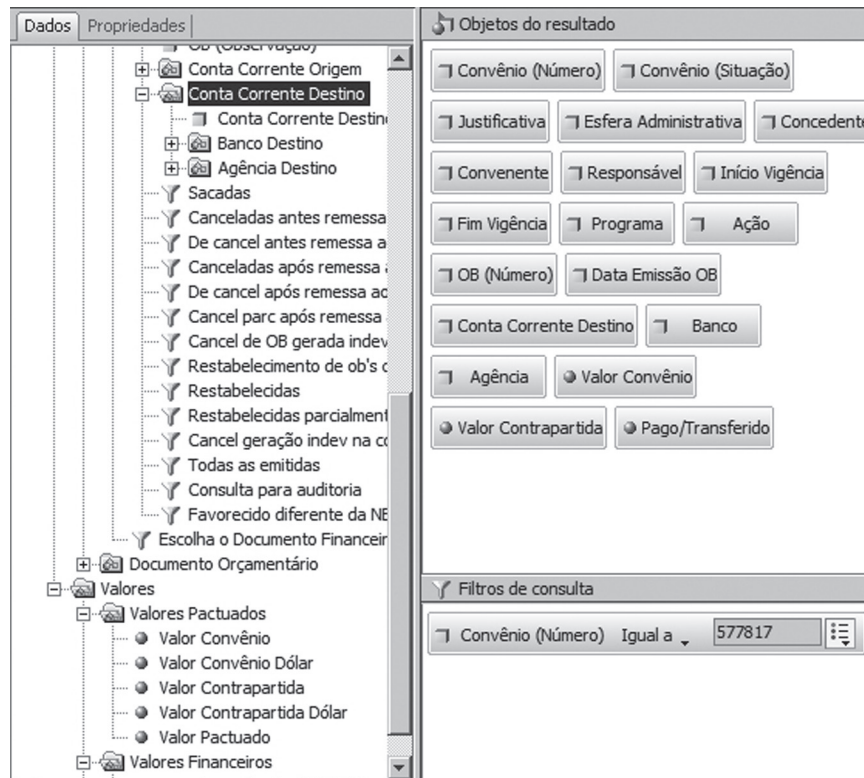 Dados Propriedades
OB (Observação)
Conta Corrente Origem
Conta Corrente Destino
Conta Corrente Destin
Banco Destino
Agência Destino
Sacadas
Canceladas antes remessa
De cancel antes remessa a
Canceladas após remessa
De cancel após remessa ao
Cancel parc após remessa
Cancel de OB gerada indev
Restabelecimento de ob's
Restabelecidas
Restabelecidas parcialment
Cancel geração indev na co
Todas as emitidas
Consulta para auditoria
Favorecido diferente da NE
Escolha o Documento Financeir
Documento Orçamentário
Valores
Valores Pactuados
Valor Convênio
Valor Convênio Dólar
Valor Contrapartida
Valor Contrapartida Dólar
Valor Pactuado
Valores Financeiros
Objetos do resultado
Convênio (Número) Convênio (Situação)
Justificativa Esfera Administrativa Concedente
Convenente Responsável Início Vigência
Fim Vigência Programa Ação
OB (Número) Data Emissão OB
Conta Corrente Destino Banco
Agência Valor Convênio
Valor Contrapartida Pago/Transferido
Filtros de consulta
Convênio (Número) Igual a 577817